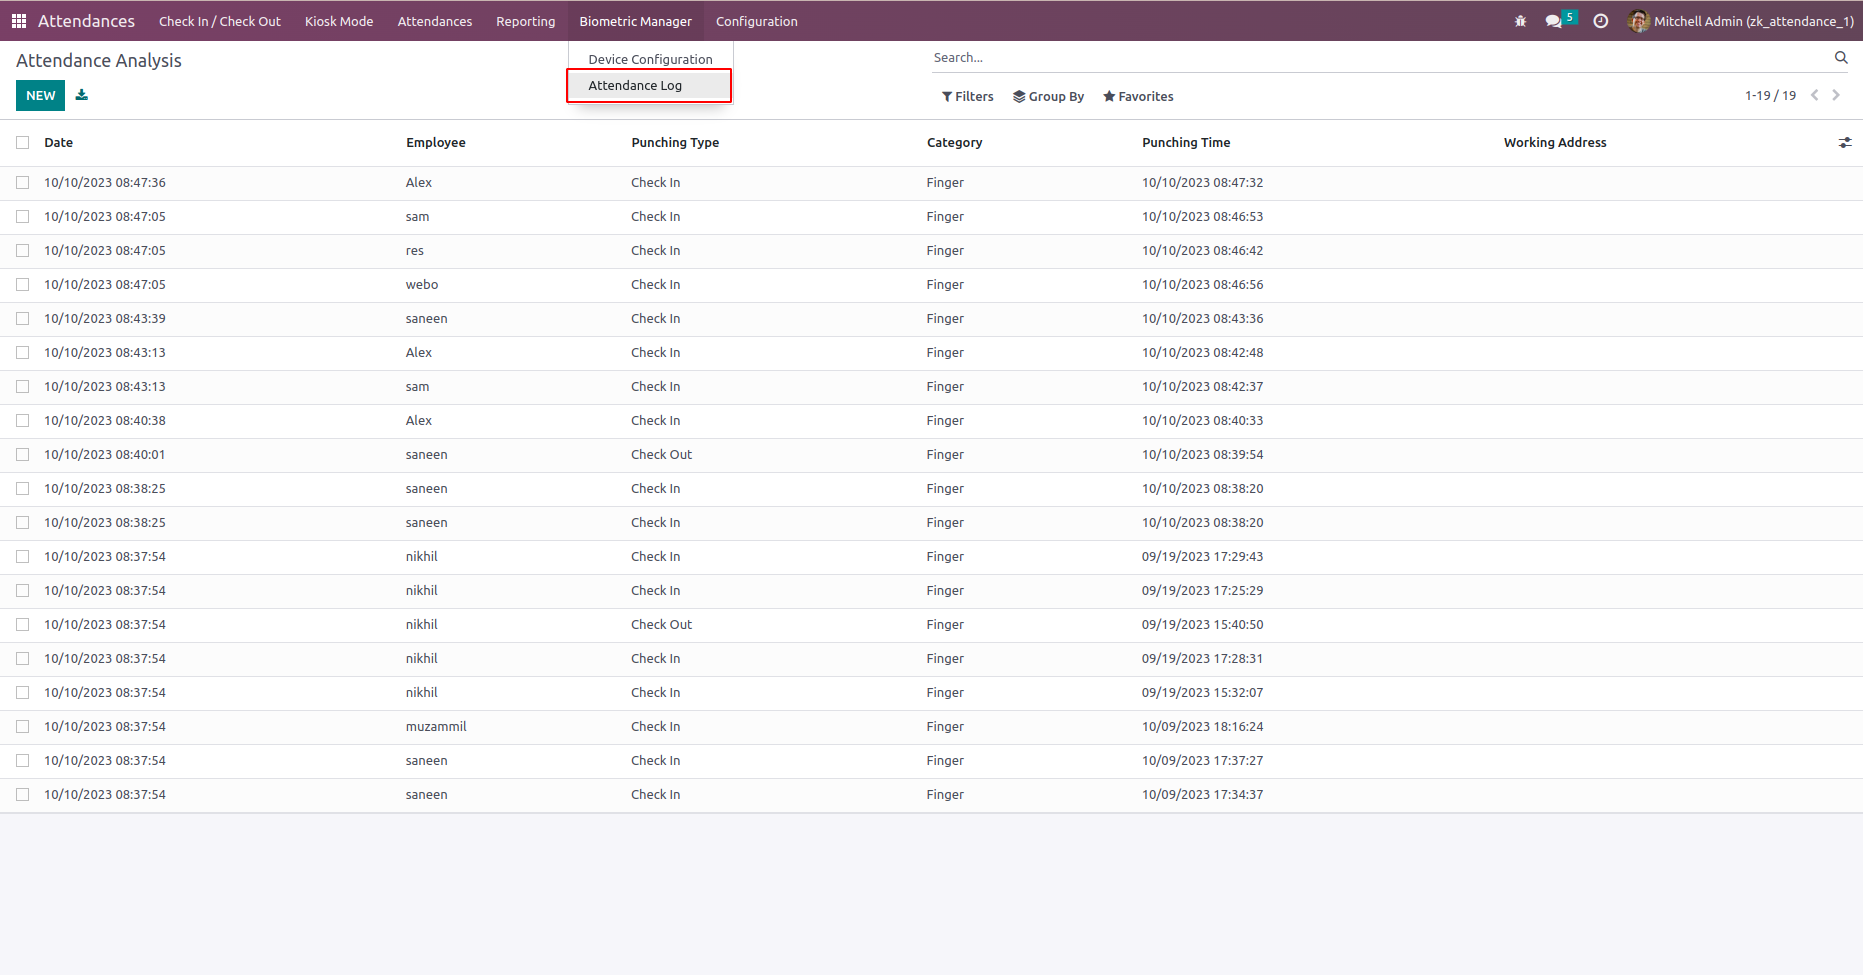 Attendances Check In / Check Out Kiosk Mode Attendances Reporting Biometric Manager Configuration 5 Mitchell Admin (zk_attendance_1)
Attendance Analysis Device Configuration Search...
NEW Attendance Log Filters Group By Favorites 1-19 / 19
Date Employee Punching Type Category Punching Time Working Address
10/10/2023 08:47:36 Alex Check In Finger 10/10/2023 08:47:32
10/10/2023 08:47:05 sam Check In Finger 10/10/2023 08:46:53
10/10/2023 08:47:05 res Check In Finger 10/10/2023 08:46:42
10/10/2023 08:47:05 webo Check In Finger 10/10/2023 08:46:56
10/10/2023 08:43:39 saneen Check In Finger 10/10/2023 08:43:36
10/10/2023 08:43:13 Alex Check In Finger 10/10/2023 08:42:48
10/10/2023 08:43:13 sam Check In Finger 10/10/2023 08:42:37
10/10/2023 08:40:38 Alex Check In Finger 10/10/2023 08:40:33
10/10/2023 08:40:01 saneen Check Out Finger 10/10/2023 08:39:54
10/10/2023 08:38:25 saneen Check In Finger 10/10/2023 08:38:20
10/10/2023 08:38:25 saneen Check In Finger 10/10/2023 08:38:20
10/10/2023 08:37:54 nikhil Check In Finger 09/19/2023 17:29:43
10/10/2023 08:37:54 nikhil Check In Finger 09/19/2023 17:25:29
10/10/2023 08:37:54 nikhil Check Out Finger 09/19/2023 15:40:50
10/10/2023 08:37:54 nikhil Check In Finger 09/19/2023 17:28:31
10/10/2023 08:37:54 nikhil Check In Finger 09/19/2023 15:32:07
10/10/2023 08:37:54 muzammil Check In Finger 10/09/2023 18:16:24
10/10/2023 08:37:54 saneen Check In Finger 10/09/2023 17:37:27
10/10/2023 08:37:54 saneen Check In Finger 10/09/2023 17:34:37